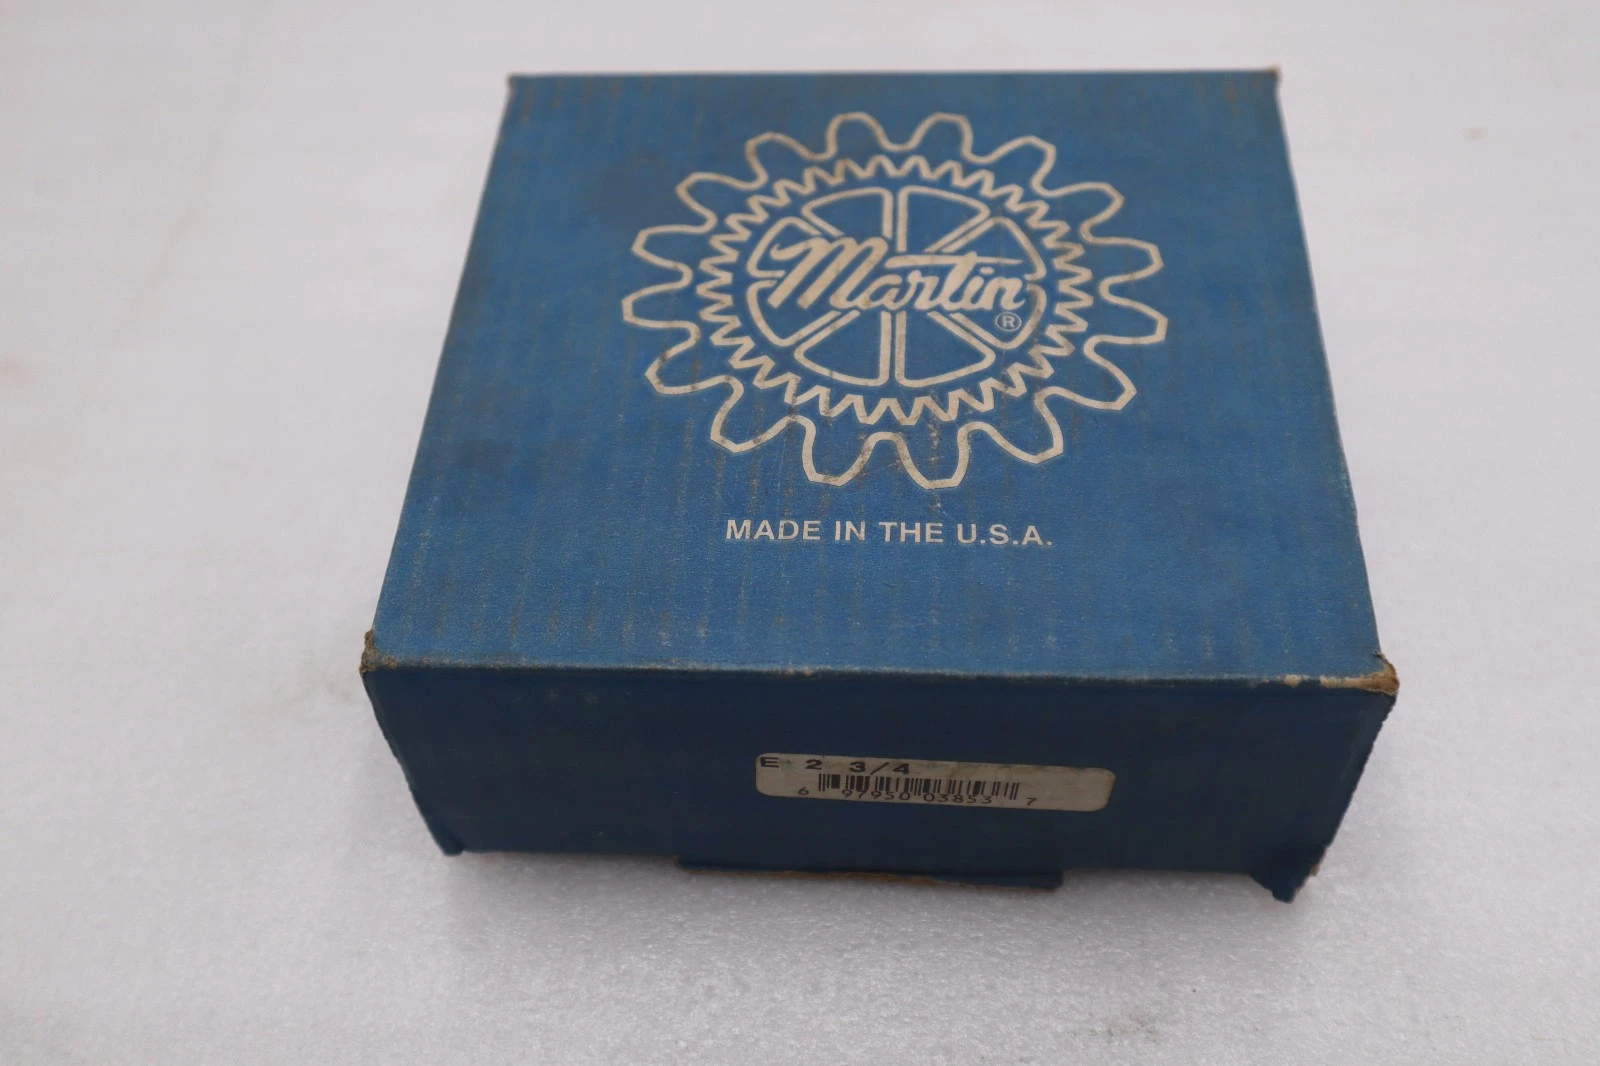 Martin®
MADE IN THE U.S.A.
E 2 3/4
6 97950 03853 7